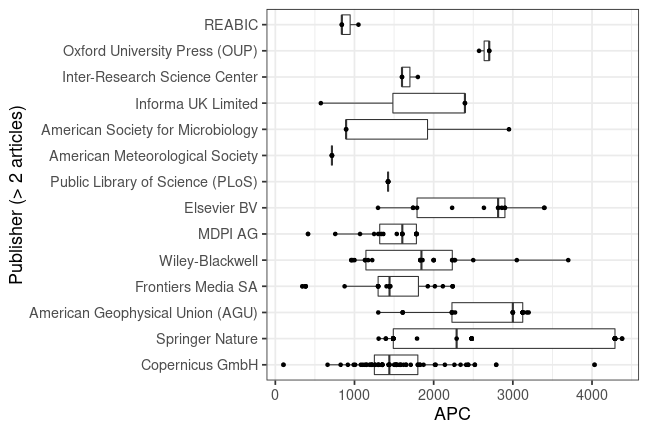 REABIC
Oxford University Press (OUP)
Inter-Research Science Center
Informa UK Limited
American Society for Microbiology
American Meteorological Society
Public Library of Science (PLoS)
Elsevier BV
MDPI AG
Wiley-Blackwell
Frontiers Media SA
American Geophysical Union (AGU)
Springer Nature
Copernicus GmbH
Publisher (> 2 articles)
0 1000 2000 3000 4000
APC